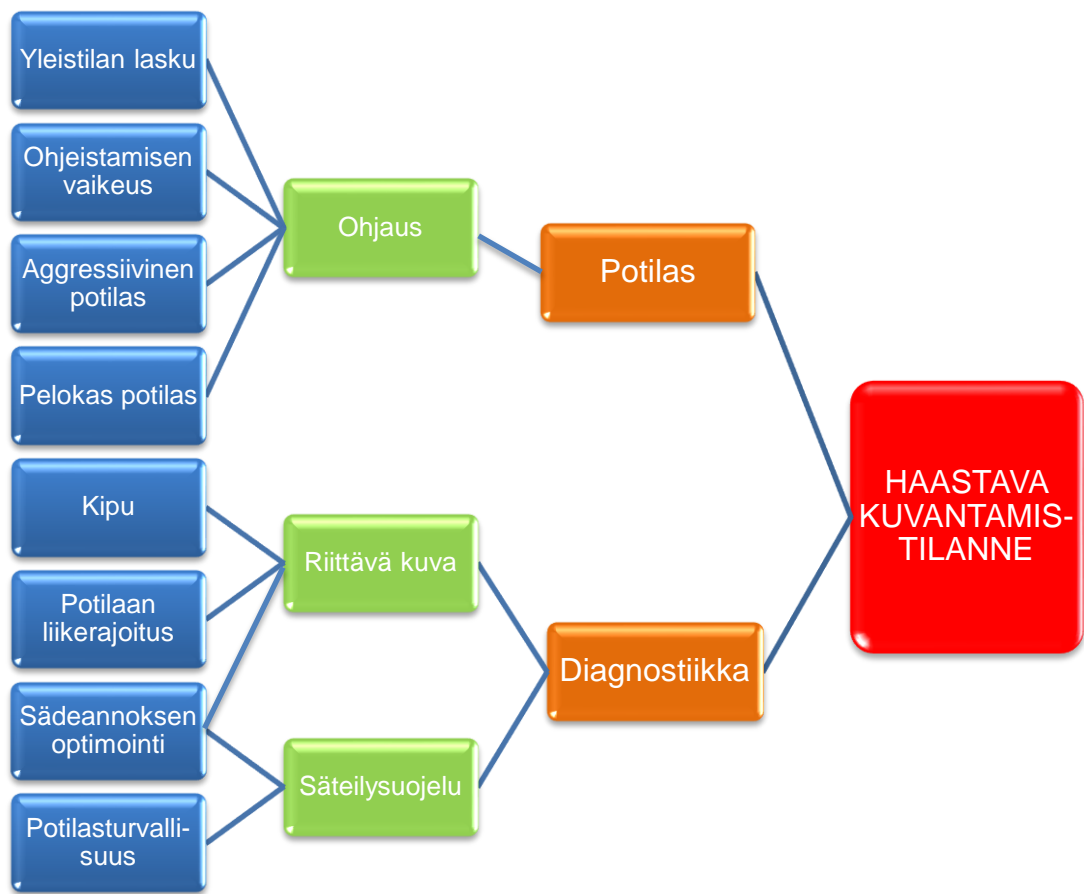 Yleistilan lasku
Ohjeistamisen
vaikeus
Aggressiivinen
potilas
Pelokas potilas
Kipu
Potilaan
liikerajoitus
Sädeannoksen
optimointi
Potilasturvalli-
suus
Ohjaus
Riittävä kuva
Säteilysuojelu
Potilas
Diagnostiikka
HAASTAVA
KUVANTAMIS-
TILANNE